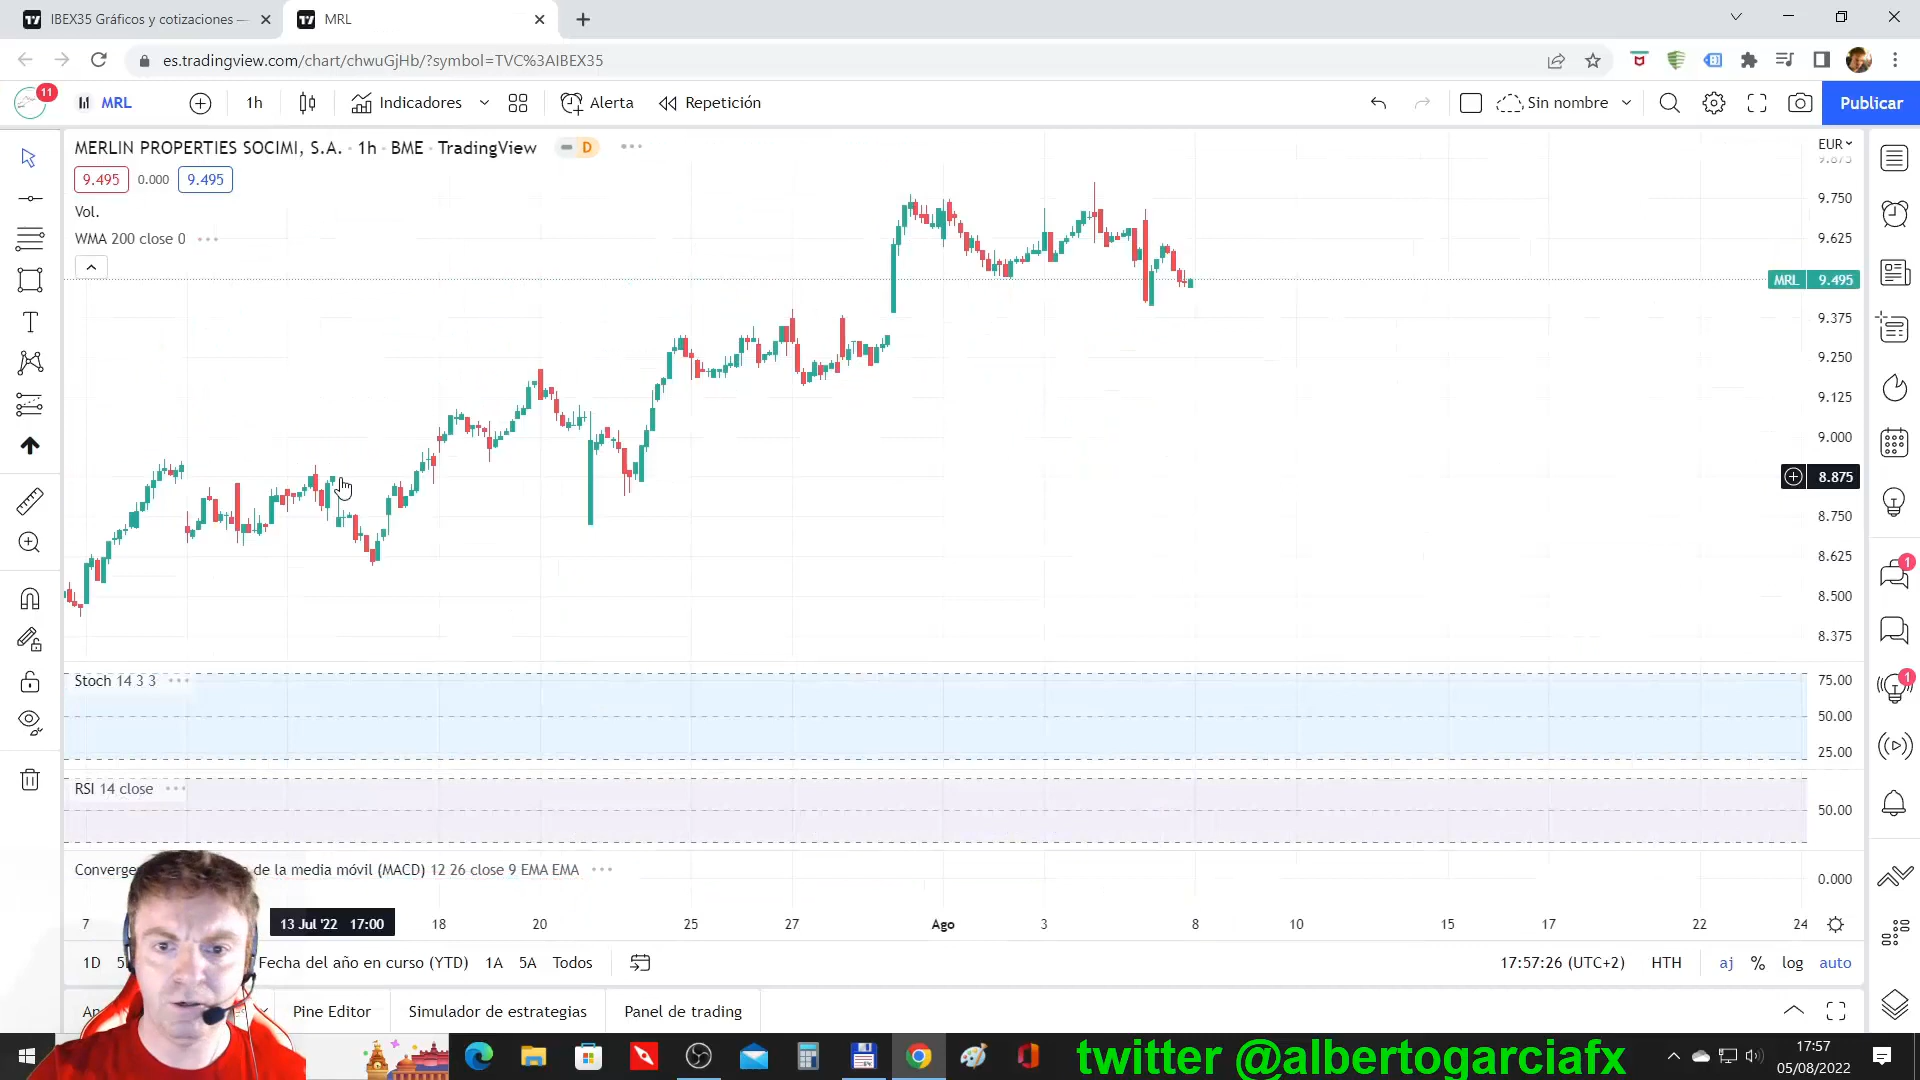 IBEX35 Gráficos y cotizaciones —
MRL
es.tradingview.com/chart/chwuGjHb/?symbol=TVC%3AIBEX35
11
MRL
1h
Indicadores
Alerta
Repetición
Sin nombre
Publicar
MERLIN PROPERTIES SOCIMI, S.A. · 1h · BME · TradingView
D
EUR
9.875
9.495
0.000
9.495
9.750
Vol.
9.625
WMA 200 close 0
MRL 9.495
9.375
9.250
9.125
9.000
8.875
8.750
8.625
8.500
8.375
1
1
Stoch 14 3 3
75.00
50.00
25.00
RSI 14 close
50.00
Converge
de la media móvil (MACD) 12 26 close 9 EMA EMA
0.000
7
13 Jul '22 17:00
18
20
25
27
Ago
3
8
10
15
17
22
24
1D
5
Fecha del año en curso (YTD)
1A
5A
Todos
17:57:26 (UTC+2)
HTH
aj
%
log
auto
Pine Editor
Simulador de estrategias
Panel de trading
twitter @albertogarciafx
17:57
05/08/2022